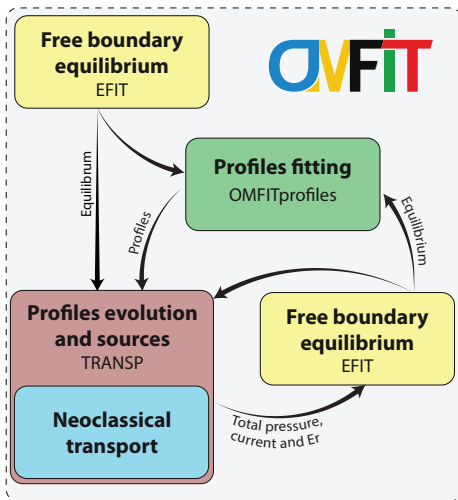 Free boundary
equilibrium
EFIT
OMFIT
Profiles fitting
OMFITprofiles
Equilibrum
Profiles
Equilibrium
Profiles evolution
and sources
TRANSP
Free boundary
equilibrium
EFIT
Neoclassical
transport
Total pressure,
current and Er